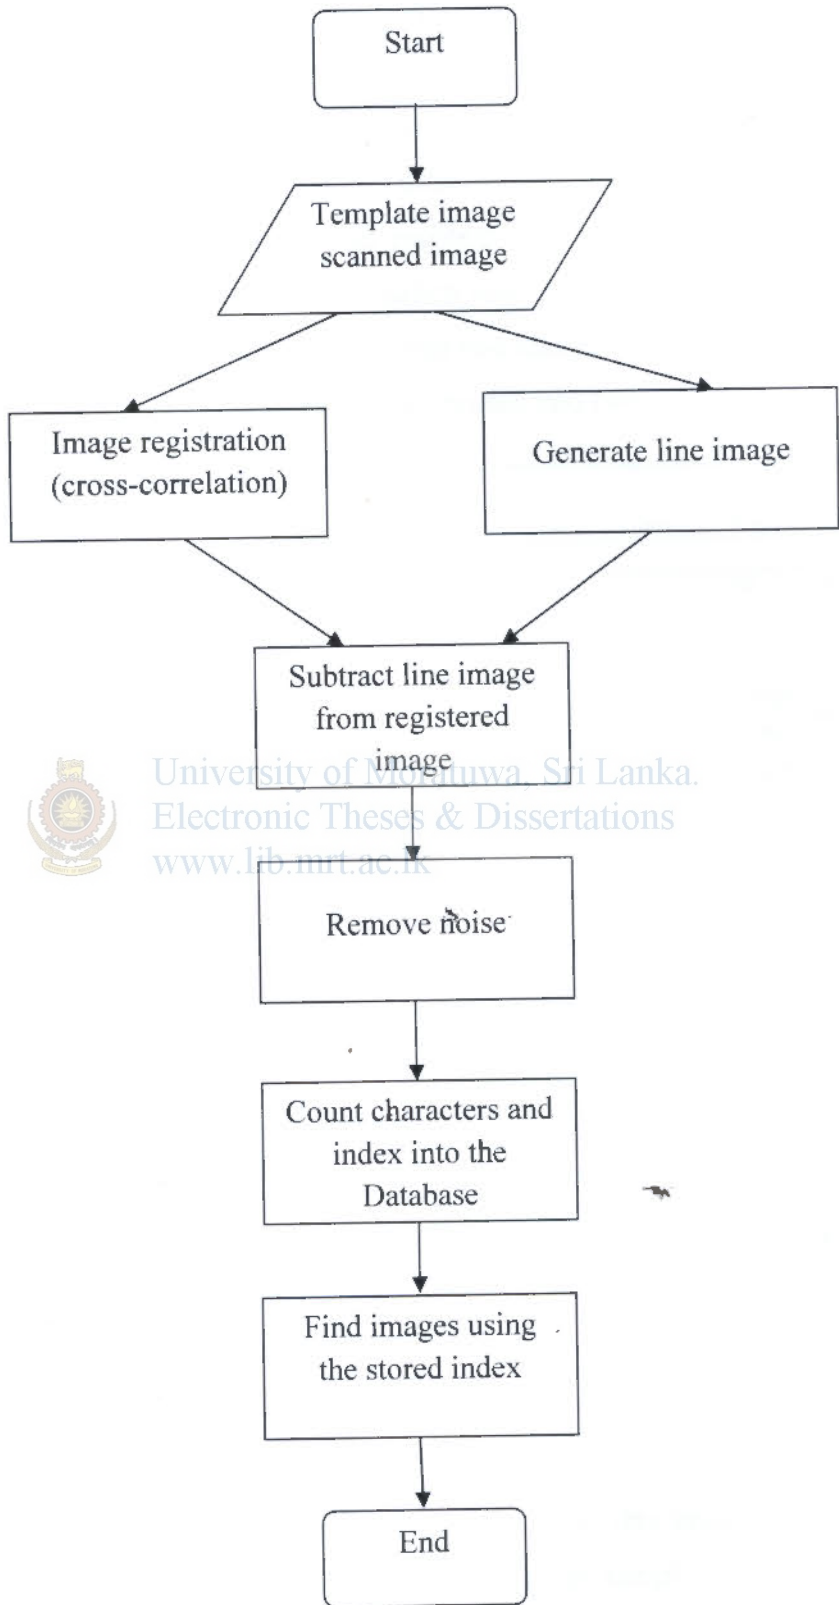 Start
Template image
scanned image
Image registration
(cross-correlation)
Generate line image
Subtract line image
from registered
image
University of Moratuwa, Sri Lanka.
Electronic Theses & Dissertations
www.lib.mrt.ac.lk
Remove noise
Count characters and
index into the
Database
Find images using
the stored index
End